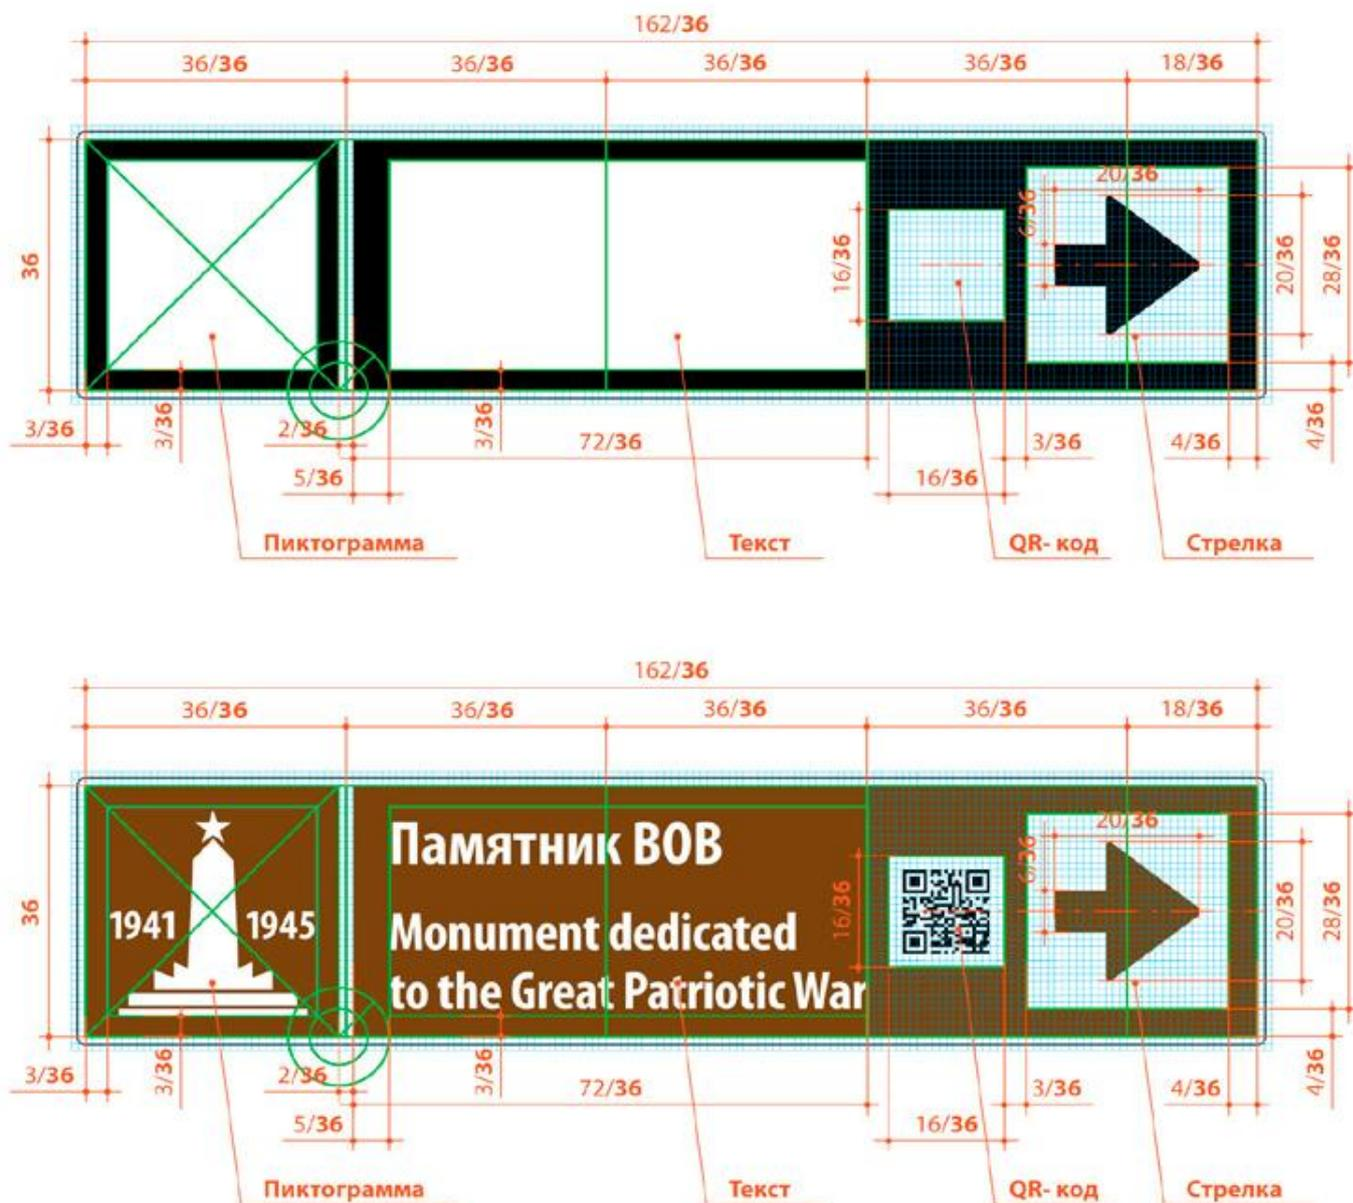 162/36
36/36 36/36 36/36 36/36 18/36
20/36
6/36
36 16/36 20/36 28/36
3/36 3/36 2/36 3/36 72/36 3/36 4/36 4/36
5/36 16/36
Пиктограмма Текст QR- код Стрелка
162/36
36/36 36/36 36/36 36/36 18/36
20/36
Памятник ВОВ
6/36
36 1941 1945 16/36 20/36 28/36
Monument dedicated
to the Great Patriotic War
3/36 3/36 2/36 3/36 72/36 3/36 4/36 4/36
5/36 16/36
Пиктограмма Текст QR- код Стрелка